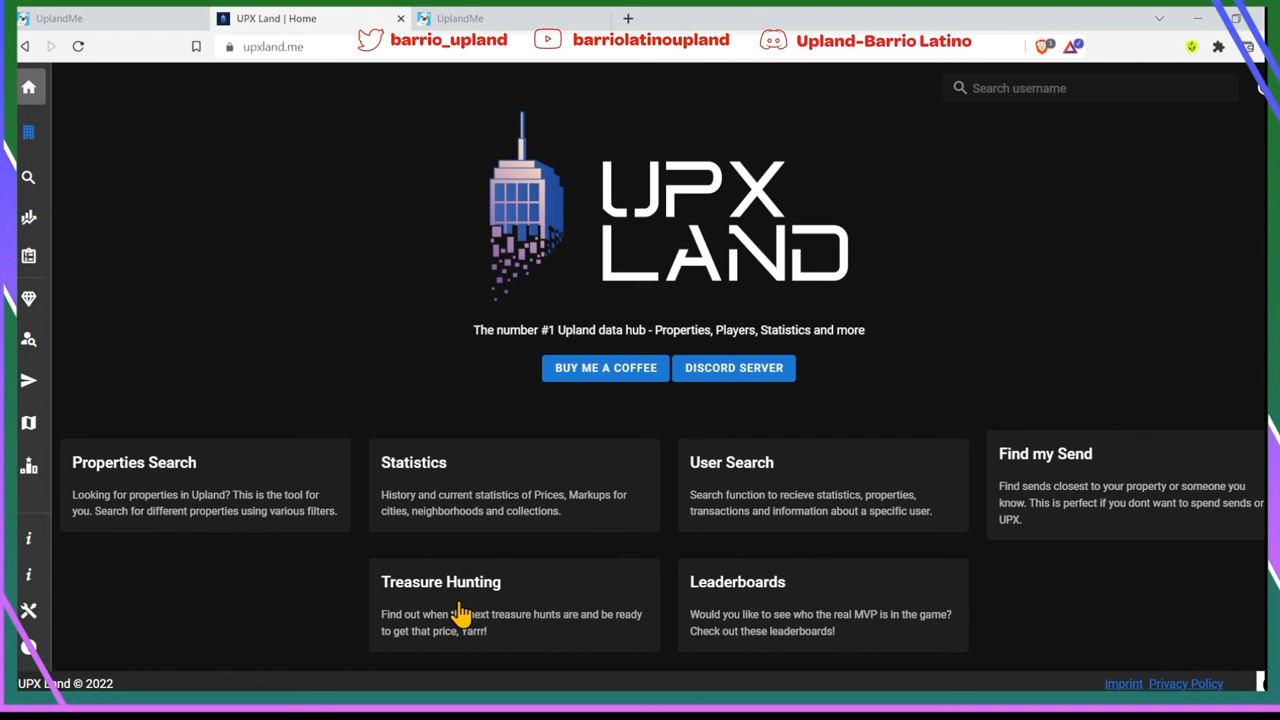 UplandMe
UPX Land | Home
UplandMe
upxland.me
barrio_upland
barriolatinoupland
Upland-Barrio Latino
Search username
UPX
LAND
The number #1 Upland data hub - Properties, Players, Statistics and more
BUY ME A COFFEE
DISCORD SERVER
Properties Search
Looking for properties in Upland? This is the tool for
you. Search for different properties using various filters.
Statistics
History and current statistics of Prices, Markups for
cities, neighborhoods and collections.
User Search
Search function to recieve statistics, properties,
transactions and information about a specific user.
Find my Send
Find sends closest to your property or someone you
know. This is perfect if you dont want to spend sends or
UPX.
Treasure Hunting
Find out when next treasure hunts are and be ready
to get that price, Yarrr!
Leaderboards
Would you like to see who the real MVP is in the game?
Check out these leaderboards!
UPX Land © 2022
Imprint
Privacy Policy